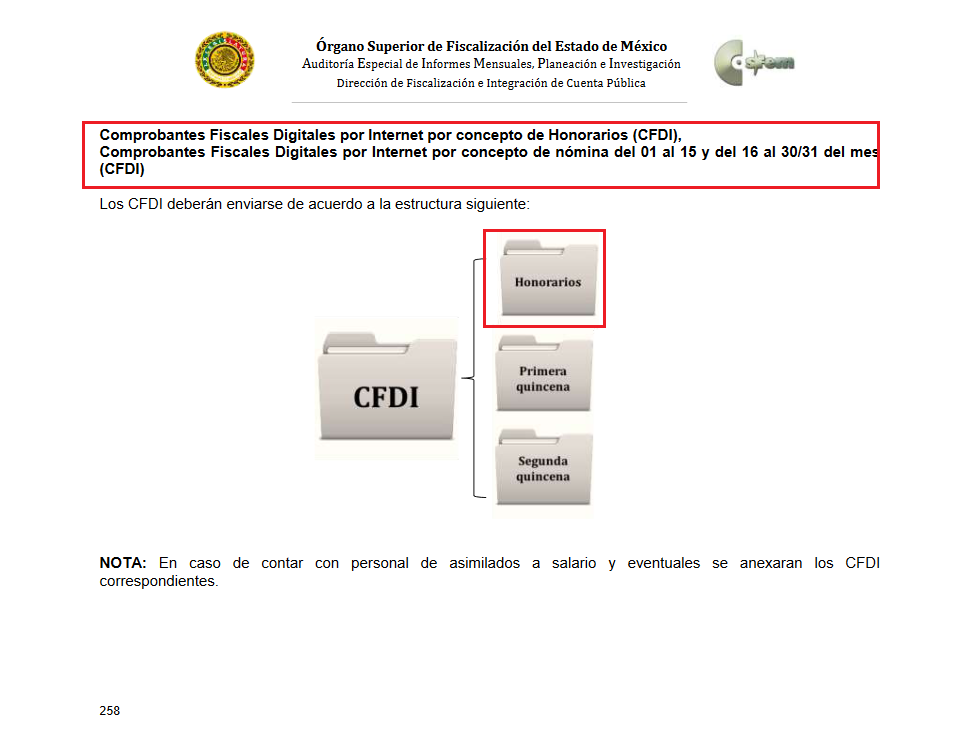 Órgano Superior de Fiscalización del Estado de México
Auditoría Especial de Informes Mensuales, Planeación e Investigación
Dirección de Fiscalización e Integración de Cuenta Pública
osfem
Comprobantes Fiscales Digitales por Internet por concepto de Honorarios (CFDI),
Comprobantes Fiscales Digitales por Internet por concepto de nómina del 01 al 15 y del 16 al 30/31 del mes
(CFDI)
Los CFDI deberán enviarse de acuerdo a la estructura siguiente:
Honorarios
CFDI
Primera
quincena
Segunda
quincena
NOTA: En caso de contar con personal de asimilados a salario y eventuales se anexaran los CFDI
correspondientes.
258